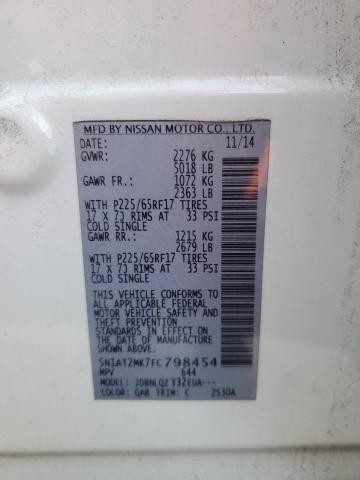 MFD BY NISSAN MOTOR CO., LTD.
DATE: 11/14
GVWR: 2276 KG
5018 LB
GAWR FR.: 1072 KG
2363 LB
WITH P225/65RF17 TIRES
17 X 7J RIMS AT 33 PSI
COLD SINGLE
GAWR RR.: 1215 KG
2679 LB
WITH P225/65RF17 TIRES
17 X 7J RIMS AT 33 PSI
COLD SINGLE
THIS VEHICLE CONFORMS TO
ALL APPLICABLE FEDERAL
MOTOR VEHICLE SAFETY AND
STANDARDS IN EFFECT ON
THE DATE OF MANUFACTURE
5N1AT2MK7FC798454
MPV 644
MODEL: JDBNLQZ T32EUA---
COLOR: QAB TRIM: C 2530A